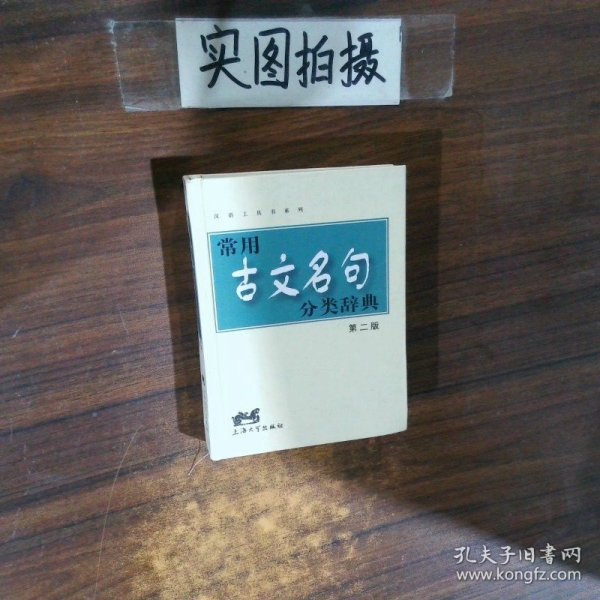 实图拍摄
汉语工具书系列
常用
古文名句
分类辞典
第二版
上海大学出版社
孔夫子旧书网
www.kongfz.com